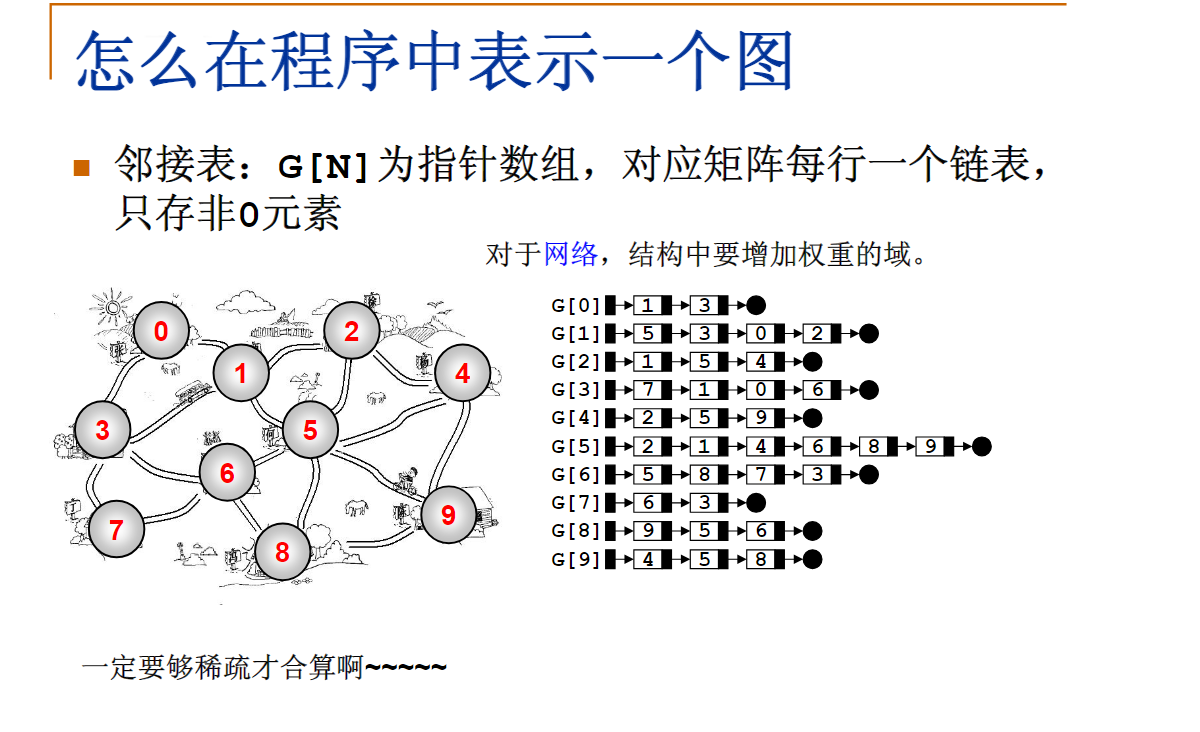 怎么在程序中表示一个图
邻接表：G[N]为指针数组，对应矩阵每行一个链表，
只存非0元素
对于网络，结构中要增加权重的域。
G[0] 1 3
G[1] 5 3 0 2
G[2] 1 5 4
G[3] 7 1 0 6
G[4] 2 5 9
G[5] 2 1 4 6 8 9
G[6] 5 8 7 3
G[7] 6 3
G[8] 9 5 6
G[9] 4 5 8
0
2
1
4
3
5
6
9
7
8
一定要够稀疏才合算啊~~~~~